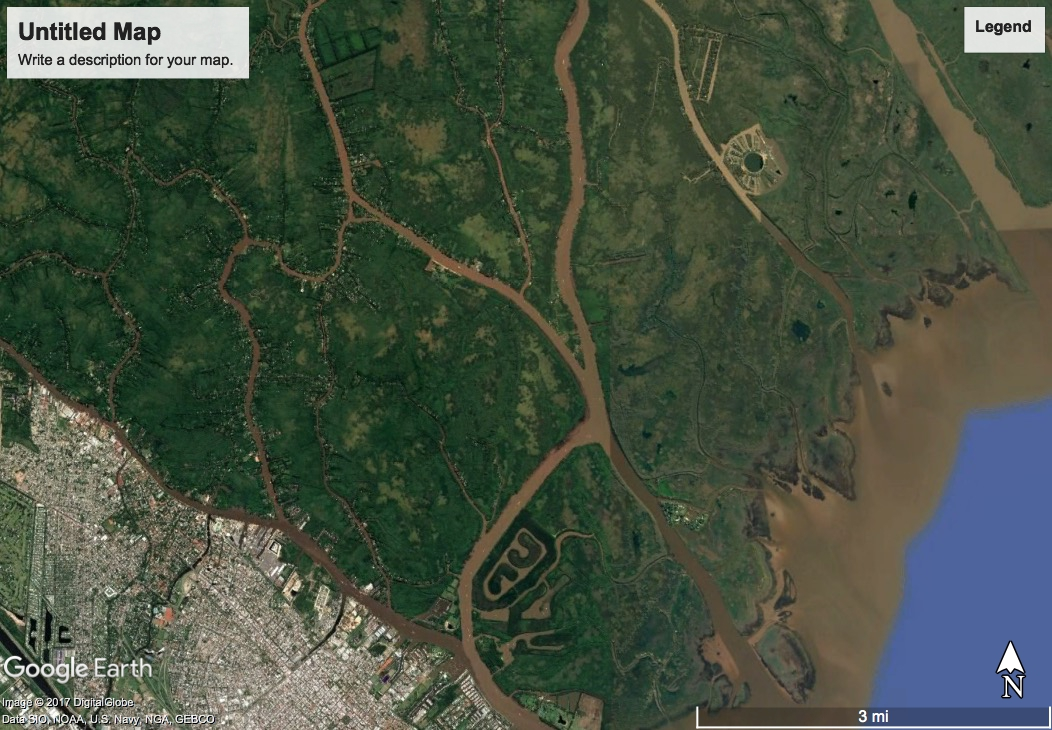 Untitled Map
Write a description for your map.
Legend
Google Earth
Image © 2017 DigitalGlobe
Data SIO, NOAA, U.S. Navy, NGA, GEBCO
N
3 mi